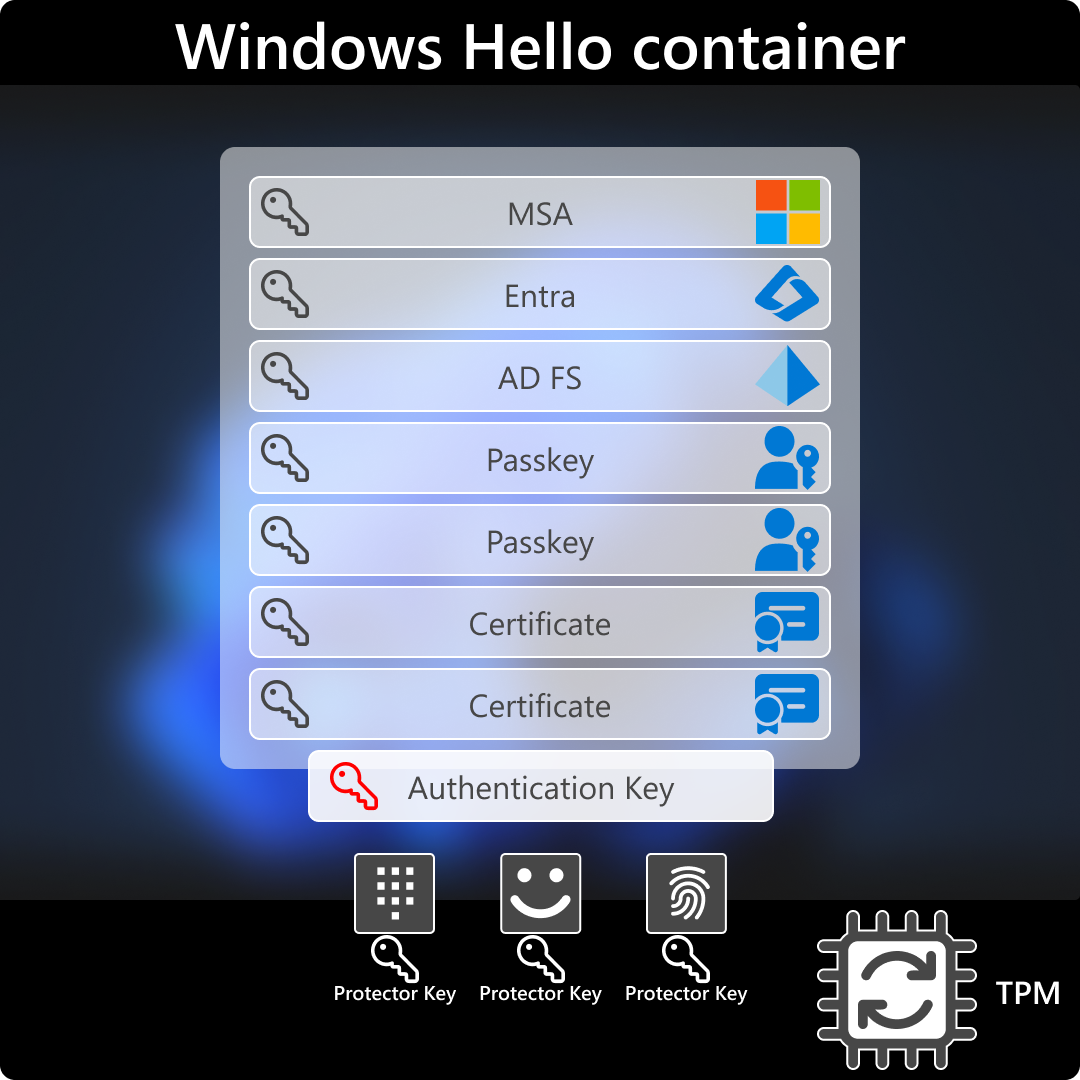 Windows Hello container
MSA
Entra
AD FS
Passkey
Passkey
Certificate
Certificate
Authentication Key
Protector Key Protector Key Protector Key
TPM